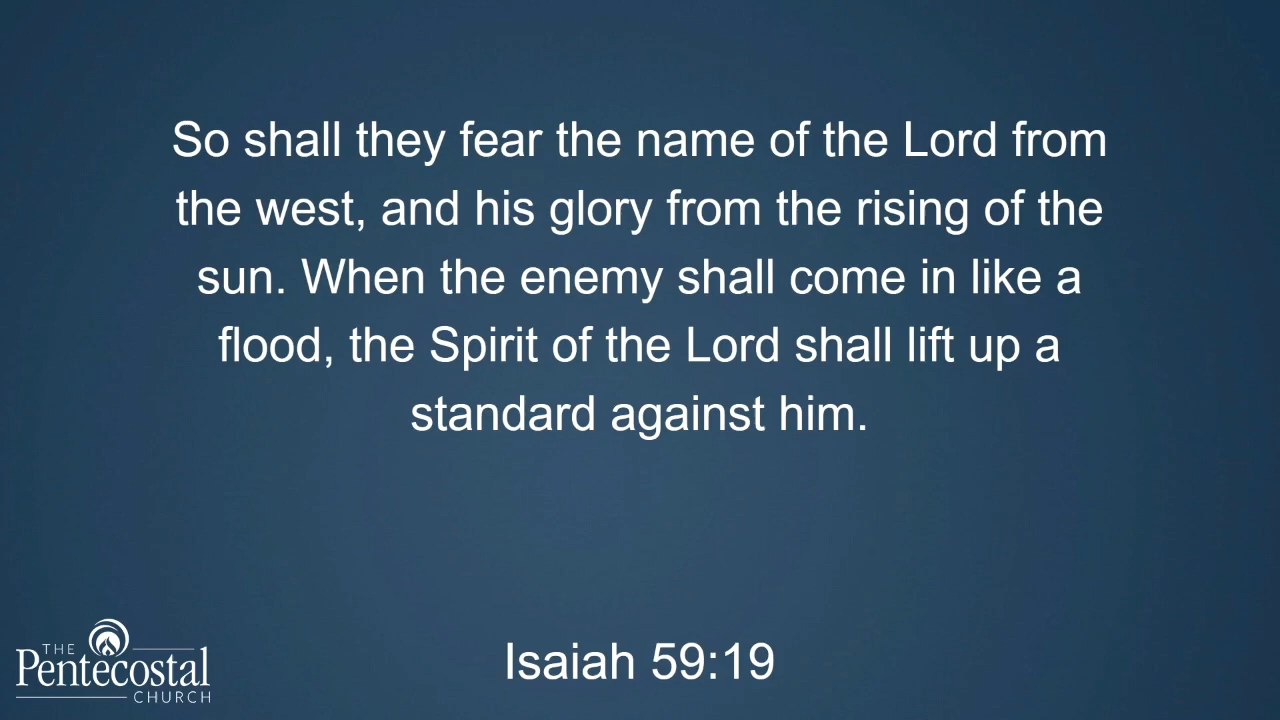 So shall they fear the name of the Lord from
the west, and his glory from the rising of the
sun. When the enemy shall come in like a
flood, the Spirit of the Lord shall lift up a
standard against him.
Isaiah 59:19
THE
Pentecostal
CHURCH